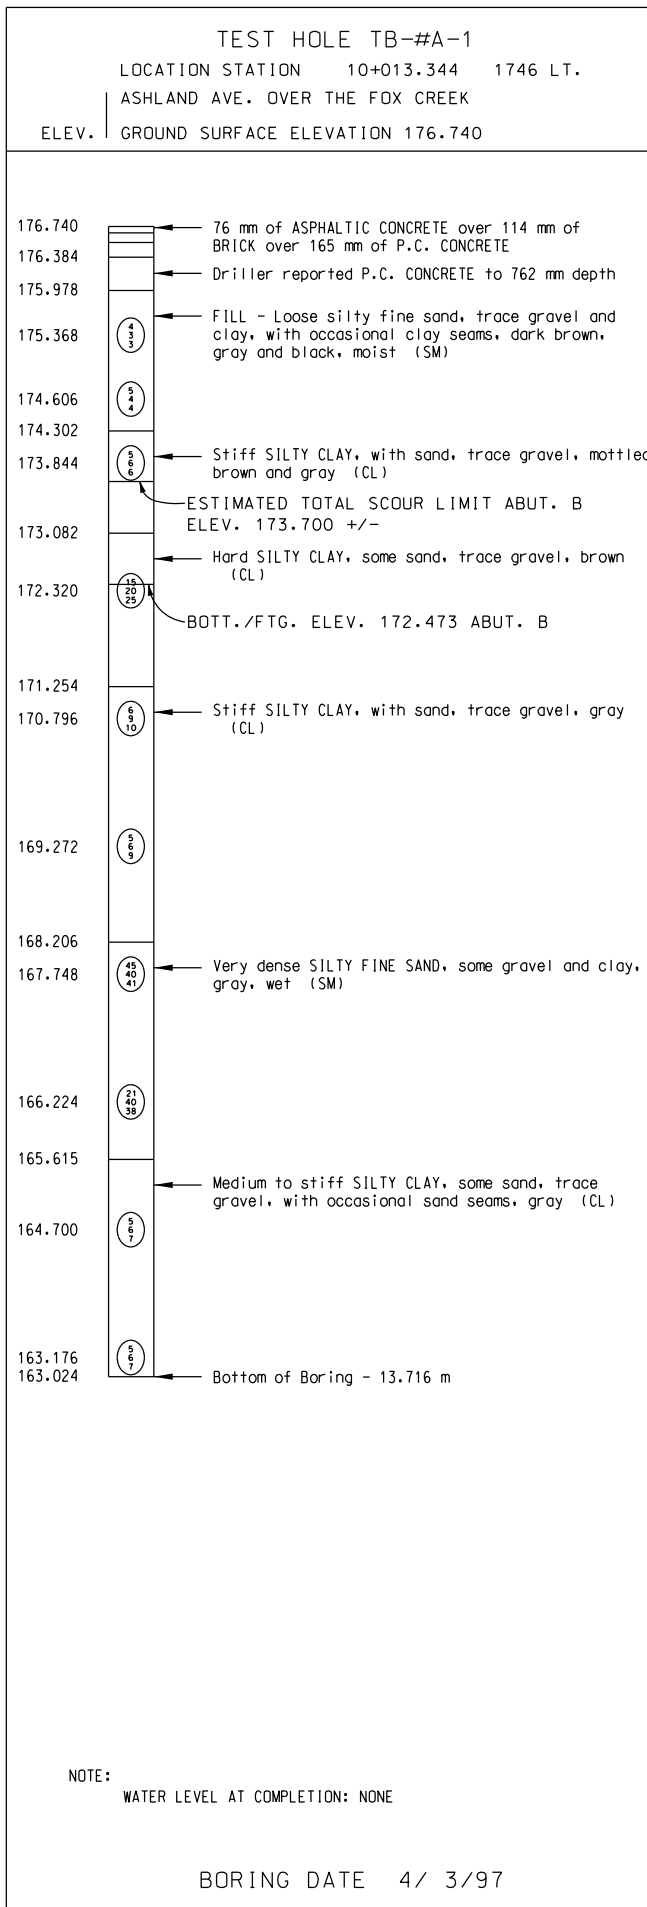 TEST HOLE TB-#A-1
LOCATION STATION 10+013.344 1746 LT.
ASHLAND AVE. OVER THE FOX CREEK
ELEV. GROUND SURFACE ELEVATION 176.740
176.740 76 mm of ASPHALTIC CONCRETE over 114 mm of
BRICK over 165 mm of P.C. CONCRETE
176.384
Driller reported P.C. CONCRETE to 762 mm depth
175.978
FILL - Loose silty fine sand, trace gravel and
175.368 4 3 3 clay, with occasional clay seams, dark brown,
gray and black, moist (SM)
174.606 5 4 4
174.302
173.844 5 6 6 Stiff SILTY CLAY, with sand, trace gravel, mottled
brown and gray (CL)
ESTIMATED TOTAL SCOUR LIMIT ABUT. B
ELEV. 173.700 +/-
173.082
Hard SILTY CLAY, some sand, trace gravel, brown
(CL)
172.320 15 20 25
BOTT./FTG. ELEV. 172.473 ABUT. B
171.254
170.796 6 9 10 Stiff SILTY CLAY, with sand, trace gravel, gray
(CL)
169.272 5 6 9
168.206
167.748 45 40 41 Very dense SILTY FINE SAND, some gravel and clay,
gray, wet (SM)
166.224 21 40 38
165.615
Medium to stiff SILTY CLAY, some sand, trace
gravel, with occasional sand seams, gray (CL)
164.700 5 6 7
163.176 5 6 7
163.024 Bottom of Boring - 13.716 m
NOTE:
WATER LEVEL AT COMPLETION: NONE
BORING DATE 4/ 3/97